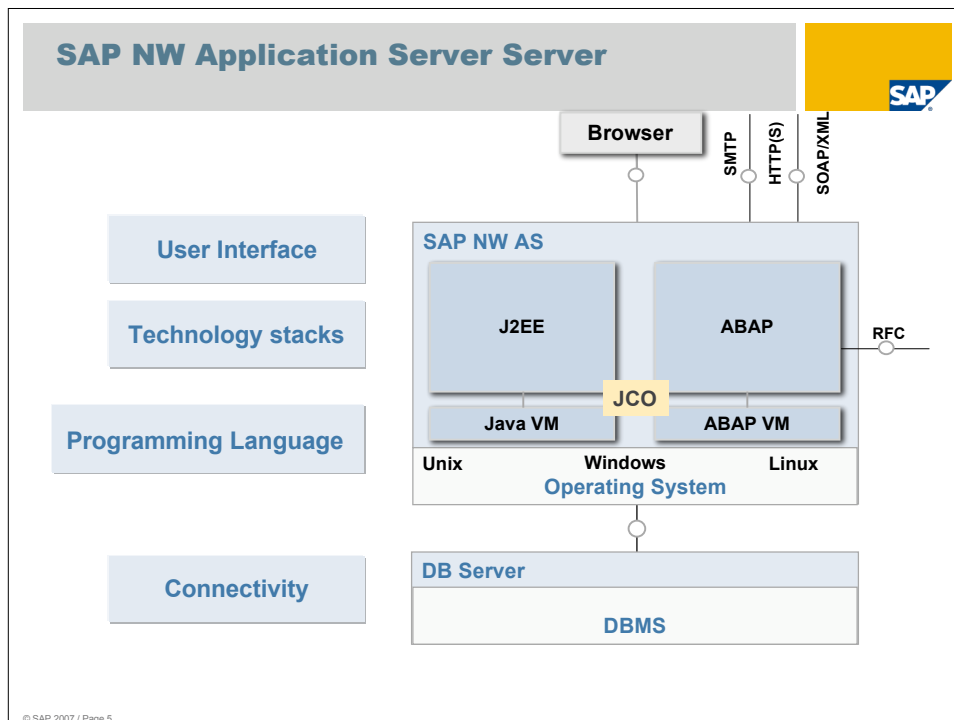 SAP NW Application Server Server
SAP
Browser
SMTP
HTTP(S)
SOAP/XML
User Interface
SAP NW AS
Technology stacks
J2EE
ABAP
RFC
JCO
Programming Language
Java VM
ABAP VM
Unix
Windows
Linux
Operating System
Connectivity
DB Server
DBMS
© SAP 2007 / Page 5